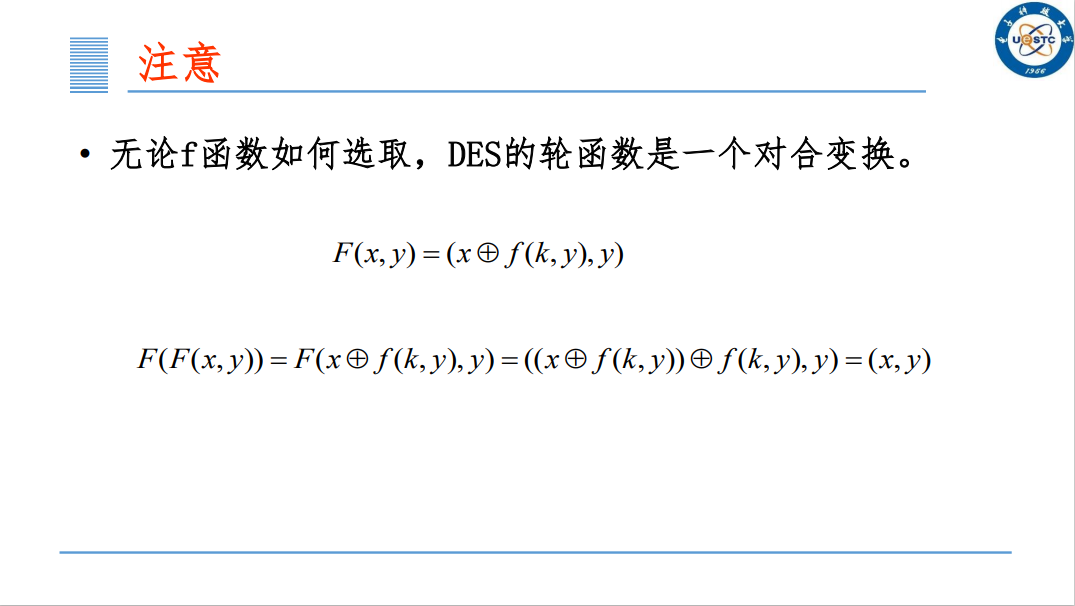 注意
UESTC
1956
• 无论f函数如何选取，DES的轮函数是一个对合变换。
F(x, y) = (x ⊕ f(k, y), y)
F(F(x, y)) = F(x ⊕ f(k, y), y) = ((x ⊕ f(k, y)) ⊕ f(k, y), y) = (x, y)